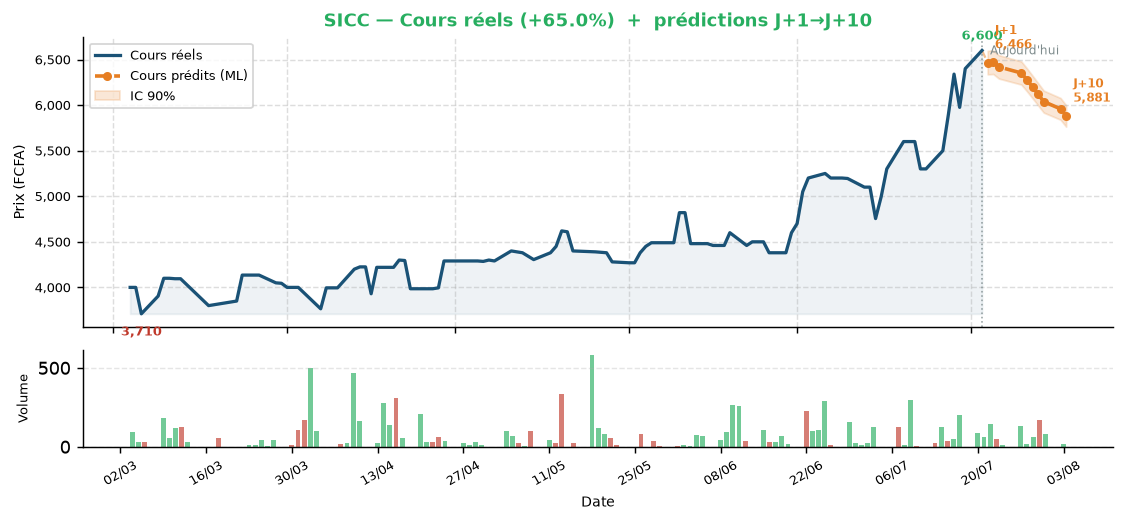 SICC — Cours réels (+65.0%) + prédictions J+1→J+10
Cours réels
Cours prédits (ML)
IC 90%
6,600
J+1
6,466
Aujourd'hui
J+10
5,881
3,710
Prix (FCFA)
6,500
6,000
5,500
5,000
4,500
4,000
Volume
500
0
02/03
16/03
30/03
13/04
27/04
11/05
25/05
08/06
22/06
06/07
20/07
03/08
Date